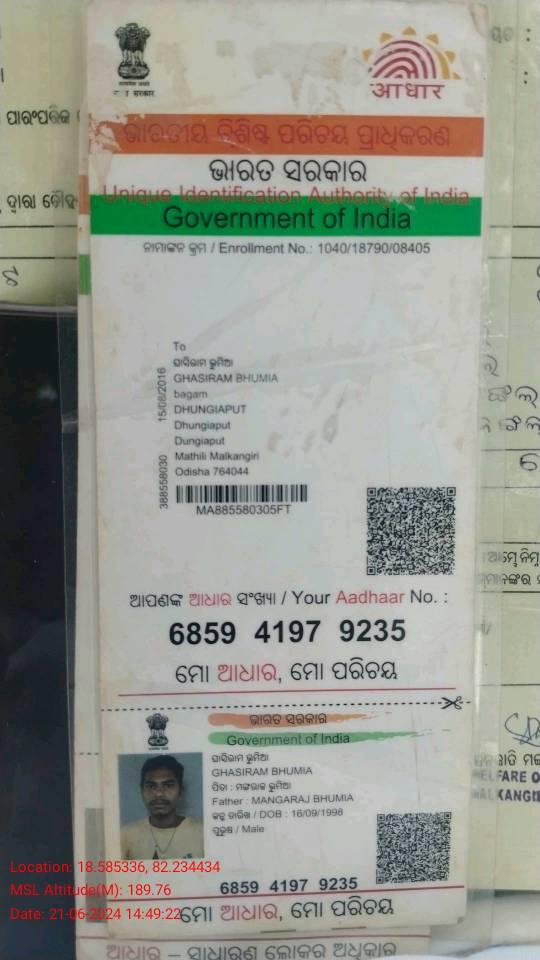 आधार
ଭାରତୀୟ ବିଶିଷ୍ଟ ପରିଚୟ ପ୍ରାଧିକରଣ
ଭାରତ ସରକାର
Unique Identification Authority of India
Government of India
ନାମାଙ୍କନ କ୍ରମ / Enrollment No.: 1040/18790/08405
To
ଘାସିରାମ ଭୂମିଆ
GHASIRAM BHUMIA
bagam
DHUNGIAPUT
Dhungiaput
Dungiaput
Mathili Malkangiri
Odisha 764044
15/08/2016
388558030
MA885580305FT
ଆପଣଙ୍କ ଆଧାର ସଂଖ୍ୟା / Your Aadhaar No. :
6859 4197 9235
ମୋ ଆଧାର, ମୋ ପରିଚୟ
ଭାରତ ସରକାର
Government of India
ଘାସିରାମ ଭୂମିଆ
GHASIRAM BHUMIA
ପିତା : ମଙ୍ଗରାଜ ଭୂମିଆ
Father : MANGARAJ BHUMIA
ଜନ୍ମ ତାରିଖ / DOB : 16/09/1998
ପୁରୁଷ / Male
6859 4197 9235
ମୋ ଆଧାର, ମୋ ପରିଚୟ
ଆଧାର – ସାଧାରଣ ଲୋକର ଅଧିକାର
ପାରଂପରିକ
ଦ୍ୱାରା
Location: 18.585336, 82.234434
MSL Altitude(M): 189.76
Date: 21-06-2024 14:49:22